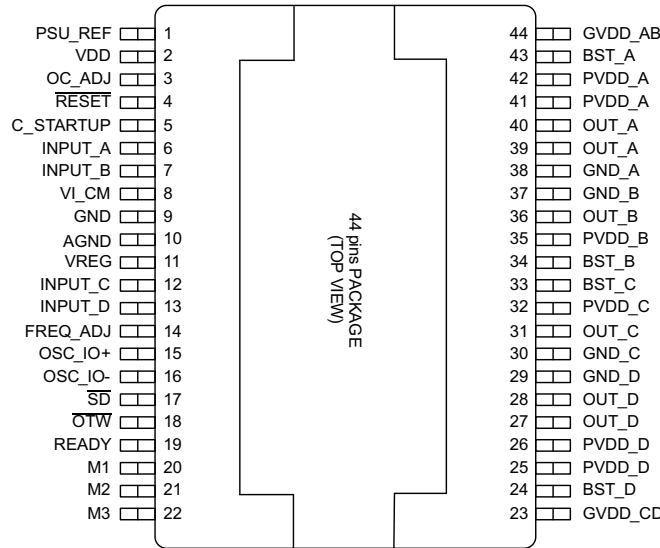 PSU_REF 1
VDD 2
OC_ADJ 3
RESET 4
C_STARTUP 5
INPUT_A 6
INPUT_B 7
VI_CM 8
GND 9
AGND 10
VREG 11
INPUT_C 12
INPUT_D 13
FREQ_ADJ 14
OSC_IO+ 15
OSC_IO- 16
SD 17
OTW 18
READY 19
M1 20
M2 21
M3 22
44 pins PACKAGE
(TOP VIEW)
44 GVDD_AB
43 BST_A
42 PVDD_A
41 PVDD_A
40 OUT_A
39 OUT_A
38 GND_A
37 GND_B
36 OUT_B
35 PVDD_B
34 BST_B
33 BST_C
32 PVDD_C
31 OUT_C
30 GND_C
29 GND_D
28 OUT_D
27 OUT_D
26 PVDD_D
25 PVDD_D
24 BST_D
23 GVDD_CD